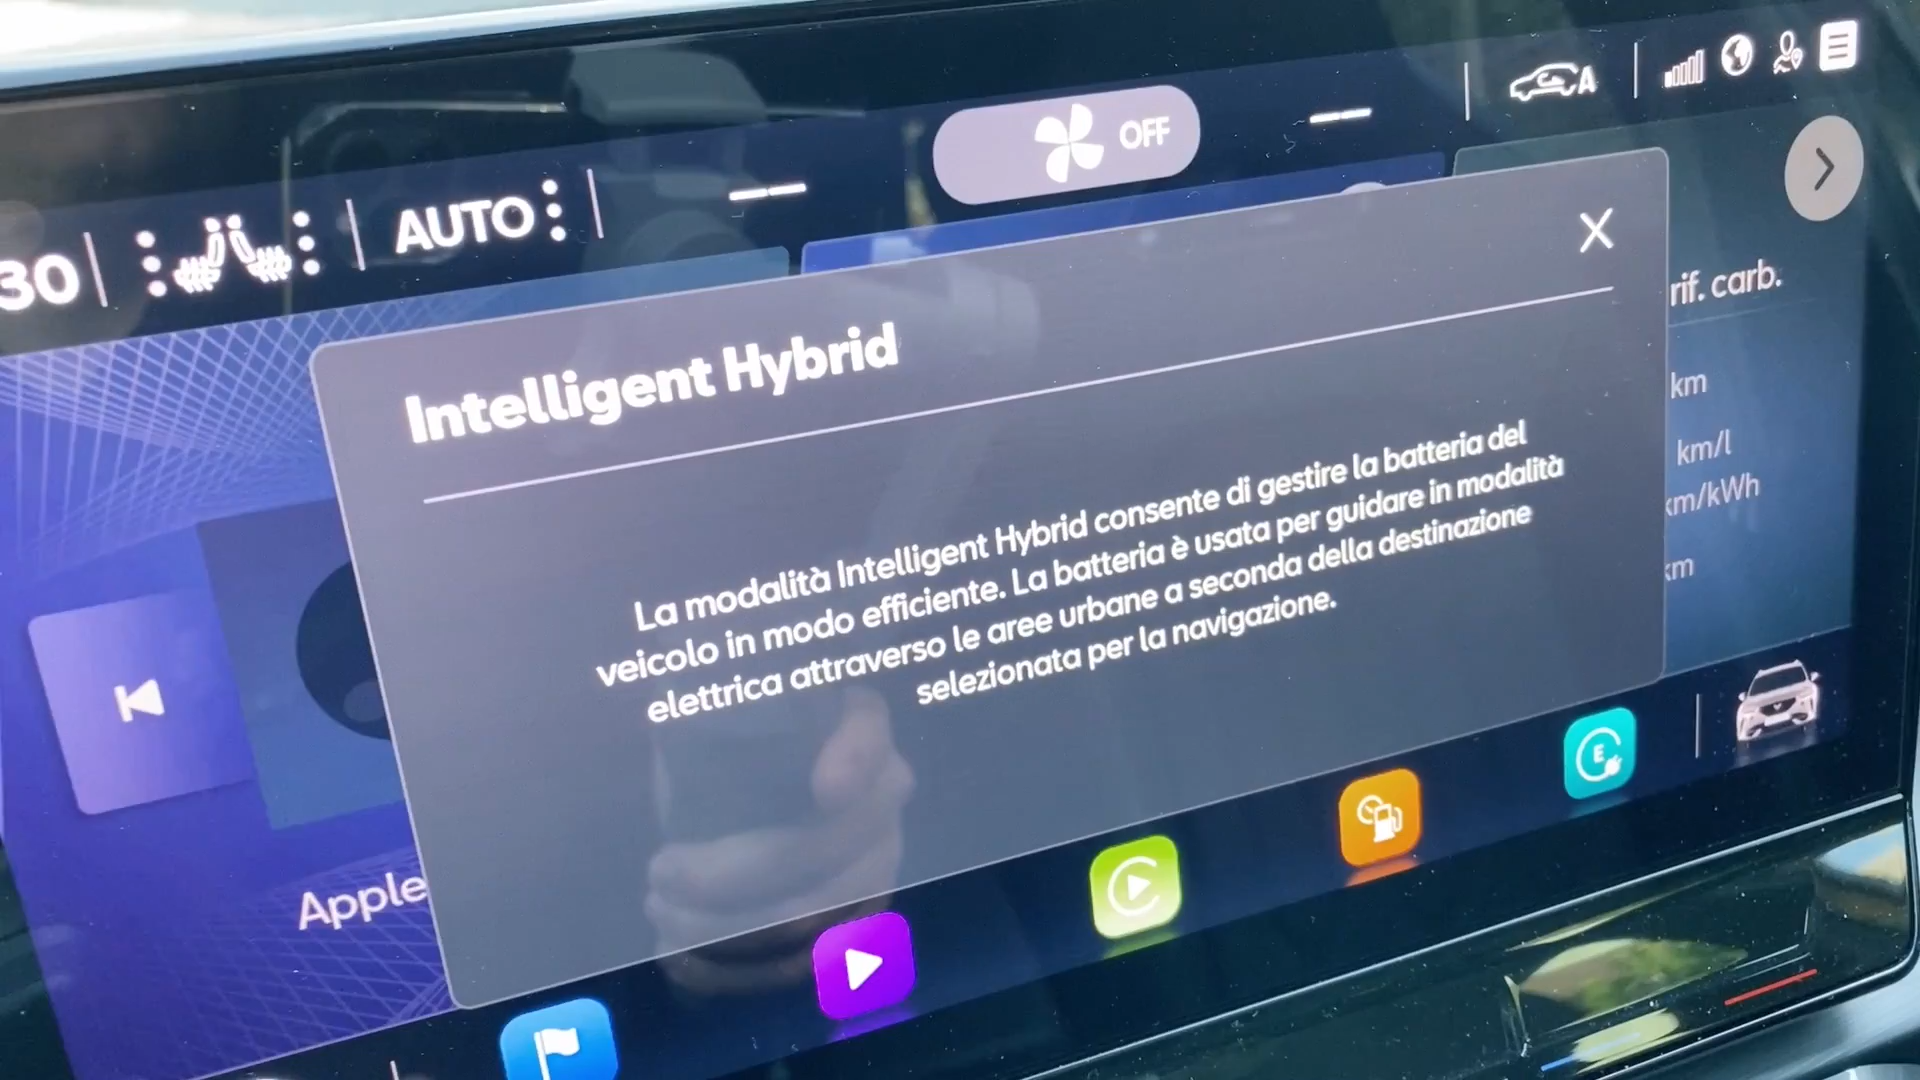 30 AUTO OFF A
rif. carb.
Intelligent Hybrid
km
km/l
km/kWh
km
La modalità Intelligent Hybrid consente di gestire la batteria del
veicolo in modo efficiente. La batteria è usata per guidare in modalità
elettrica attraverso le aree urbane a seconda della destinazione
selezionata per la navigazione.
E
Apple